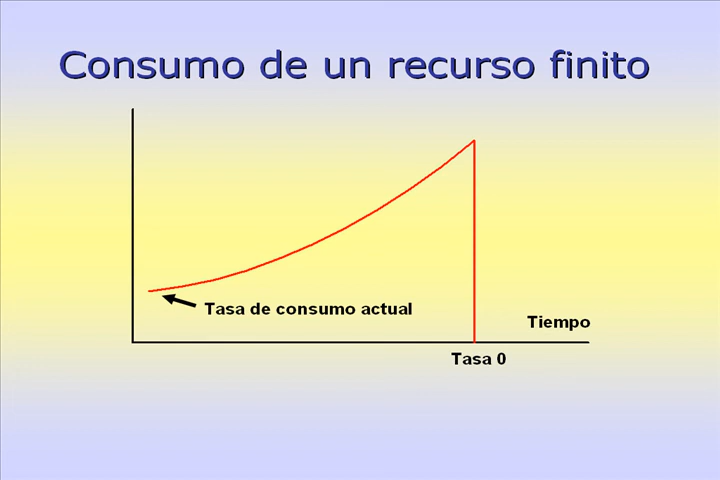 Consumo de un recurso finito
Tasa de consumo actual
Tiempo
Tasa 0